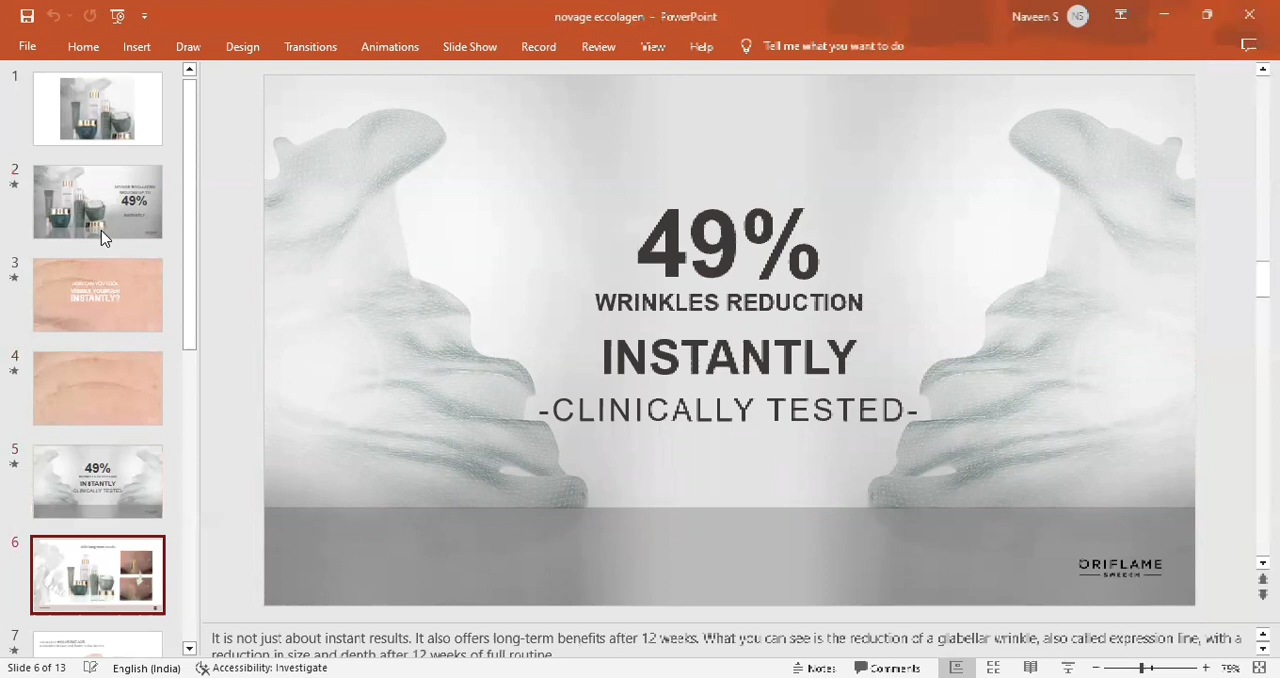 novage eccolagen - PowerPoint
Naveen S
NS
File Home Insert Draw Design Transitions Animations Slide Show Record Review View Help Tell me what you want to do
1
2
49%
INSTANTLY
3
INSTANTLY?
4
5
49%
INSTANTLY
-CLINICALLY TESTED-
6
7
49%
WRINKLES REDUCTION
INSTANTLY
-CLINICALLY TESTED-
ORIFLAME
SWEDEN
It is not just about instant results. It also offers long-term benefits after 12 weeks. What you can see is the reduction of a glabellar wrinkle, also called expression line, with a
reduction in size and depth after 12 weeks of full routine
Slide 6 of 13 English (India) Accessibility: Investigate Notes Comments 79%